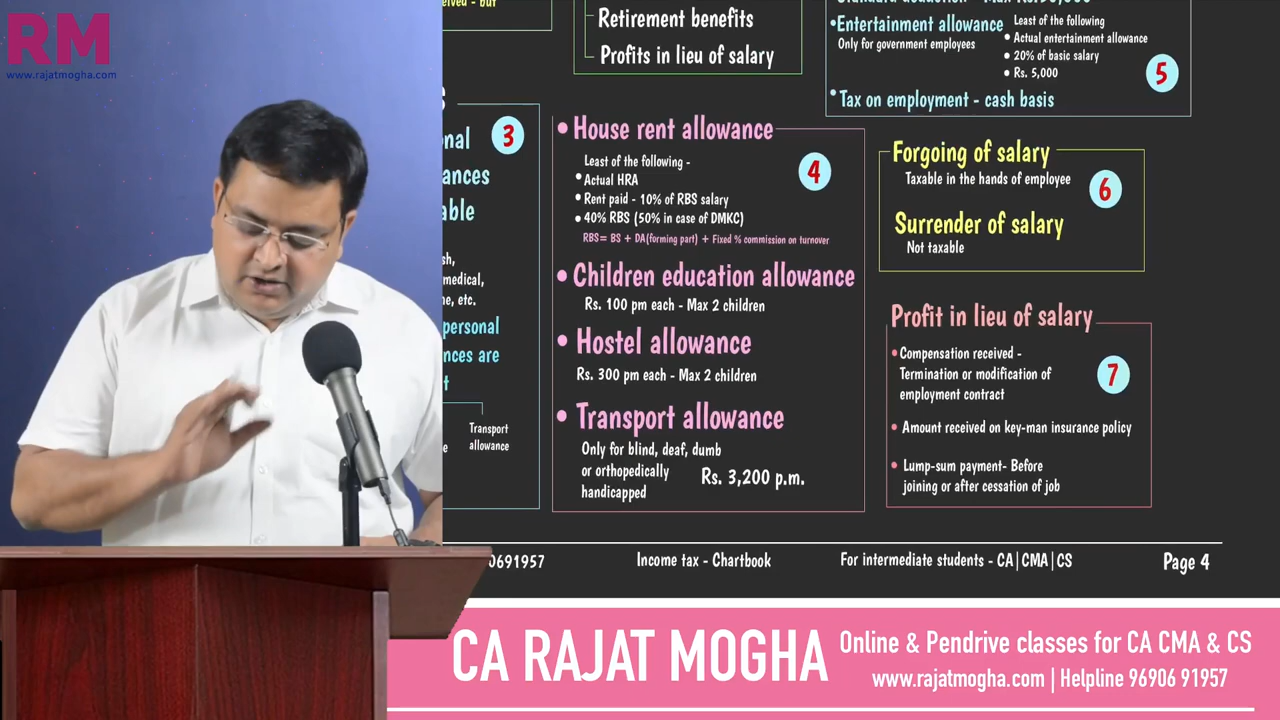 RM
www.rajatmogha.com
Retirement benefits
Profits in lieu of salary
•Entertainment allowance
Only for government employees
Least of the following
• Actual entertainment allowance
• 20% of basic salary
• Rs. 5,000
5
•Tax on employment - cash basis
3
ances
able
medical,
personal
nces are
Transport
allowance
• House rent allowance
4
Least of the following -
• Actual HRA
• Rent paid - 10% of RBS salary
• 40% RBS (50% in case of DMKC)
RBS= BS + DA(forming part) + Fixed % commission on turnover
• Children education allowance
Rs. 100 pm each - Max 2 children
• Hostel allowance
Rs. 300 pm each - Max 2 children
• Transport allowance
Only for blind, deaf, dumb
or orthopedically
handicapped
Rs. 3,200 p.m.
Forgoing of salary
Taxable in the hands of employee
6
Surrender of salary
Not taxable
Profit in lieu of salary
• Compensation received -
Termination or modification of
employment contract
7
• Amount received on key-man insurance policy
• Lump-sum payment- Before
joining or after cessation of job
0691957
Income tax - Chartbook
For intermediate students - CA|CMA|CS
Page 4
CA RAJAT MOGHA
Online & Pendrive classes for CA CMA & CS
www.rajatmogha.com | Helpline 96906 91957